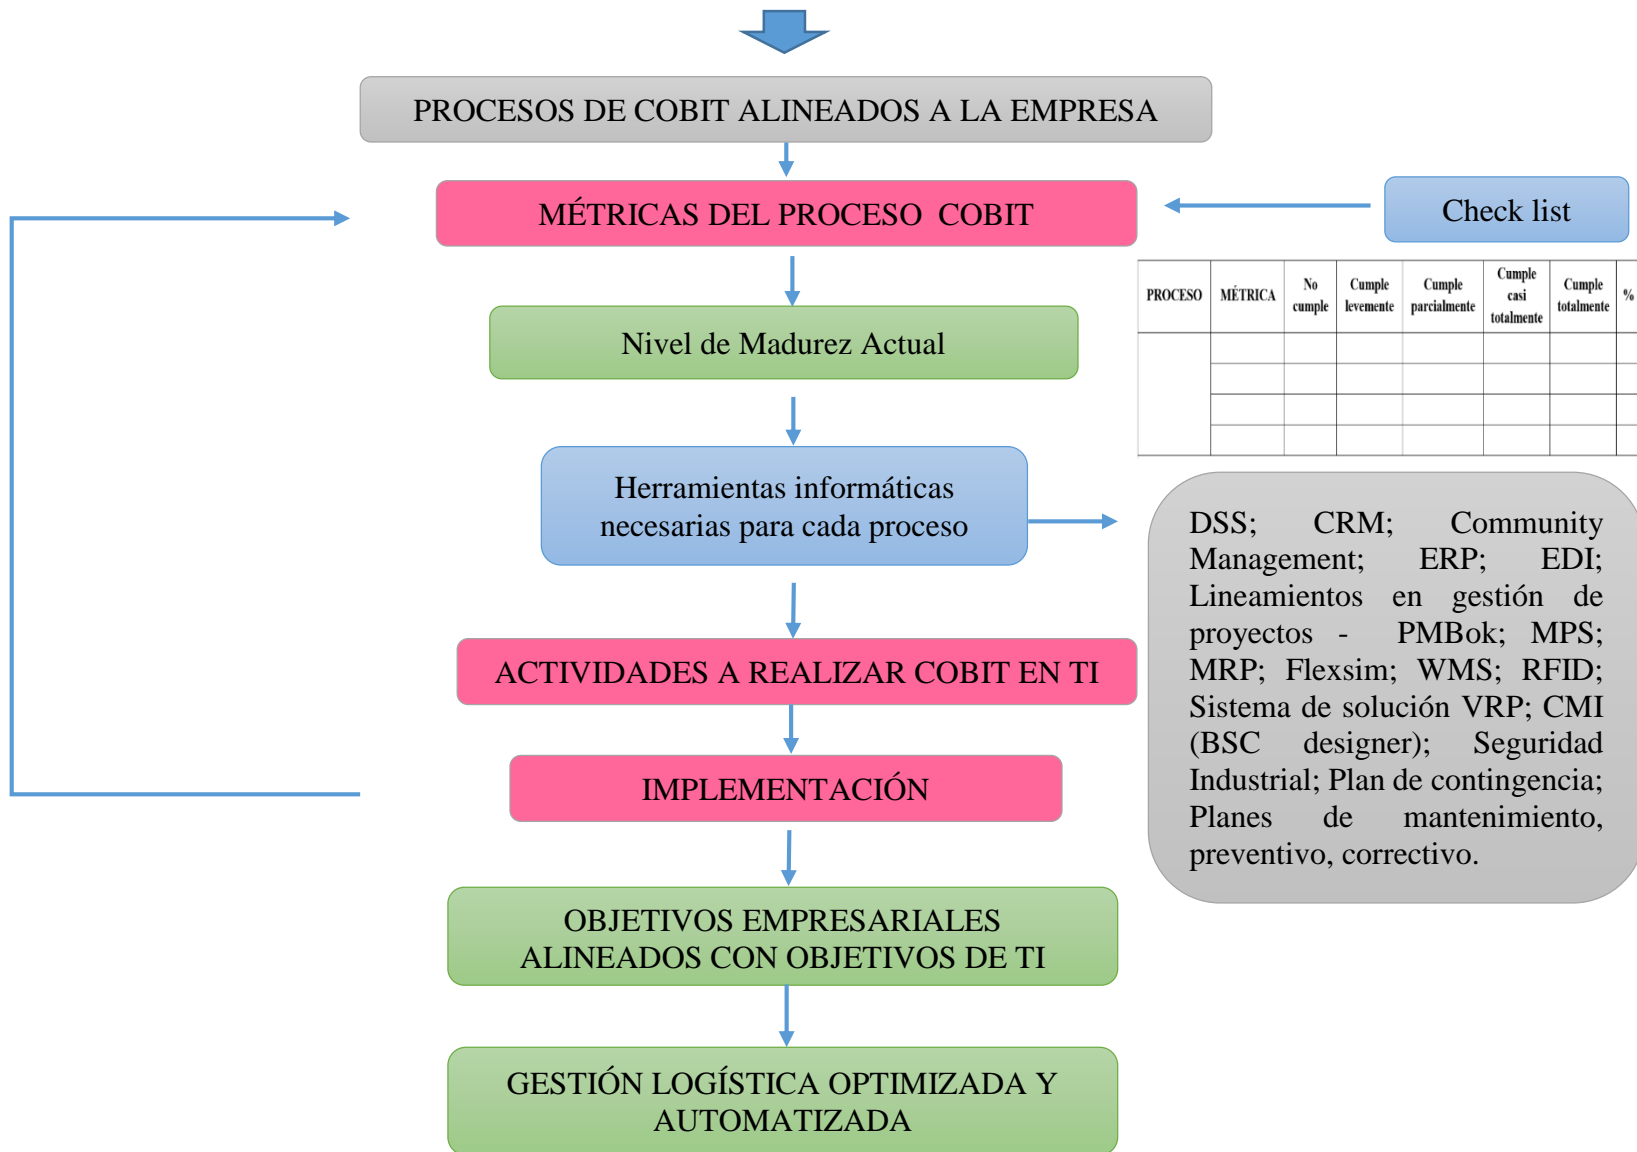 PROCESOS DE COBIT ALINEADOS A LA EMPRESA
MÉTRICAS DEL PROCESO COBIT
Check list
PROCESO
MÉTRICA
No
cumple
Cumple
levemente
Cumple
parcialmente
Cumple
casi
totalmente
Cumple
totalmente
%
Nivel de Madurez Actual
Herramientas informáticas
necesarias para cada proceso
DSS; CRM; Community
Management; ERP; EDI;
Lineamientos en gestión de
proyectos - PMBok; MPS;
MRP; Flexsim; WMS; RFID;
Sistema de solución VRP; CMI
(BSC designer); Seguridad
Industrial; Plan de contingencia;
Planes de mantenimiento,
preventivo, correctivo.
ACTIVIDADES A REALIZAR COBIT EN TI
IMPLEMENTACIÓN
OBJETIVOS EMPRESARIALES
ALINEADOS CON OBJETIVOS DE TI
GESTIÓN LOGÍSTICA OPTIMIZADA Y
AUTOMATIZADA